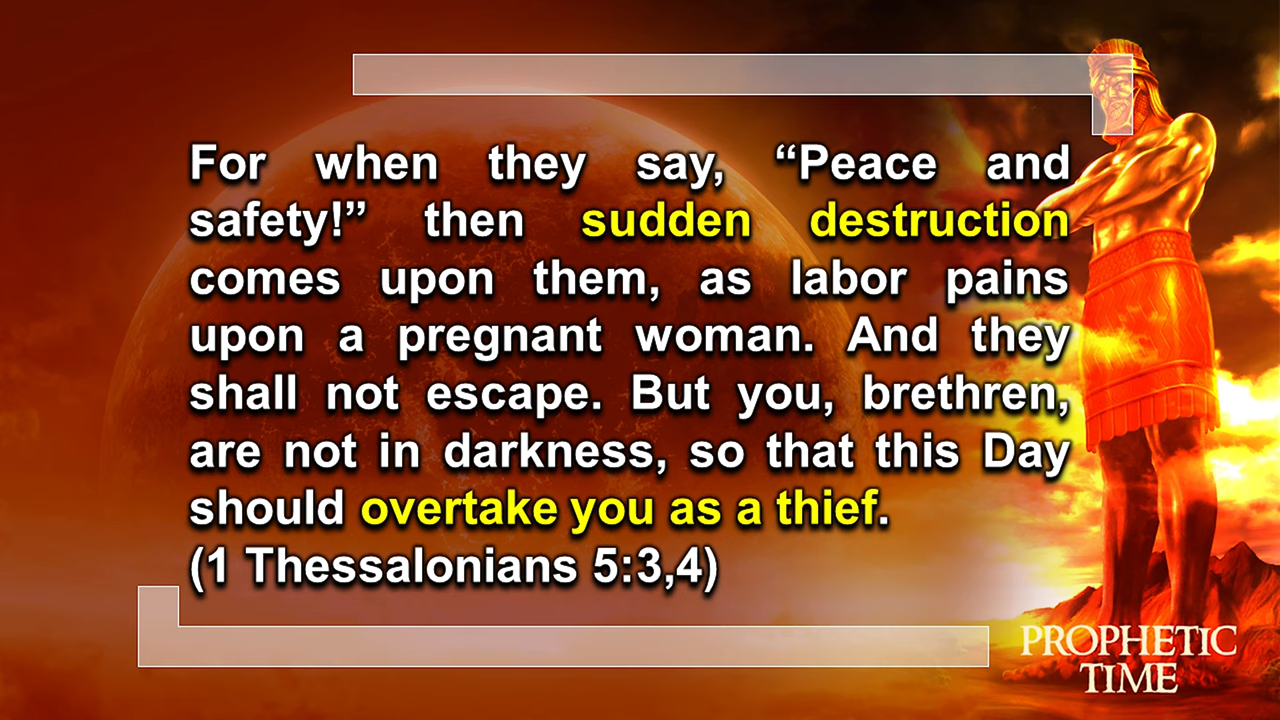 For when they say, “Peace and
safety!” then sudden destruction
comes upon them, as labor pains
upon a pregnant woman. And they
shall not escape. But you, brethren,
are not in darkness, so that this Day
should overtake you as a thief.
(1 Thessalonians 5:3,4)
PROPHETIC
TIME